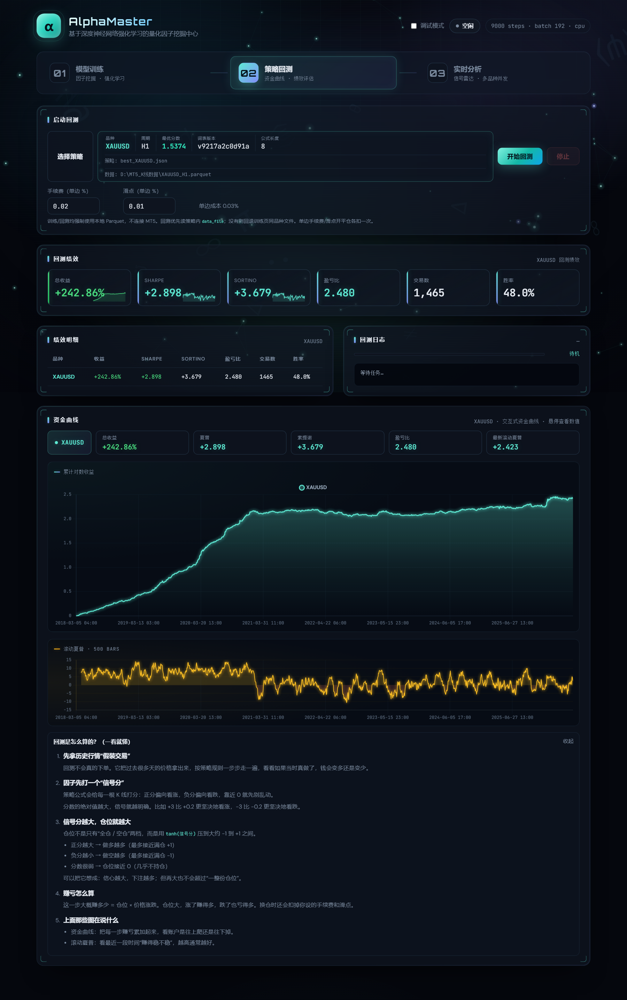 α
AlphaMaster
基于深度神经网络强化学习的量化因子挖掘中心
调试模式
空闲
9000 steps · batch 192 · cpu
01
模型训练
因子挖掘 · 强化学习
02
策略回测
资金曲线 · 绩效评估
03
实时分析
信号雷达 · 多品种并发
启动回测
选择策略
品种 周期 最优分数 词表版本 公式长度
XAUUSD H1 1.5374 v9217a2c0d91a 8
策略: best_XAUUSD.json
数据: D:\MT5_K线数据\XAUUSD_H1.parquet
开始回测
停止
手续费 (单边 %) 滑点 (单边 %)
0.02 0.01 单边成本 0.03%
训练/回测均强制使用本地 Parquet，不连接 MT5。回测优先读策略内 data_file；没有则回退训练页同品种文件。单边手续费/滑点开平仓各扣一次。
回测绩效
XAUUSD 回测绩效
总收益 SHARPE SORTINO 盈亏比 交易数 胜率
+242.86% +2.898 +3.679 2.480 1,465 48.0%
绩效明细
XAUUSD
品种 收益 SHARPE SORTINO 盈亏比 交易数 胜率
XAUUSD +242.86% +2.898 +3.679 2.480 1465 48.0%
回测日志
—
待机
等待任务…
资金曲线
XAUUSD · 交互式资金曲线 · 悬停查看数值
XAUUSD
总收益 夏普 索提诺 盈亏比 最新滚动夏普
+242.86% +2.898 +3.679 2.480 +2.423
累计对数收益
XAUUSD
2.5
2.0
1.5
1.0
0.5
0
2018-03-05 04:00 2019-03-13 03:00 2020-03-20 13:00 2021-03-31 11:00 2022-04-22 06:00 2023-05-15 23:00 2024-06-05 17:00 2025-06-27 13:00
滚动夏普 · 500 BARS
15
10
5
0
-5
-10
-15
2018-03-05 04:00 2019-03-13 03:00 2020-03-20 13:00 2021-03-31 11:00 2022-04-22 06:00 2023-05-15 23:00 2024-06-05 17:00 2025-06-27 13:00
回测是怎么算的？（一看就懂）
收起
1. 先拿历史行情“假装交易”
回测不会真的下单。它把过去很多天的价格拿出来，按策略规则一步步走一遍，看看如果当时真做了，钱会变多还是变少。
2. 因子先打一个“信号分”
策略公式会给每一根 K 线打分：正分偏向看涨，负分偏向看跌，靠近 0 就先别乱动。
分数的绝对值越大，信号就越明确。比如 +3 比 +0.2 更坚决地看涨，-3 比 -0.2 更坚决地看跌。
3. 信号分越大，仓位就越大
仓位不是只有“全仓 / 空仓”两档，而是用 tanh(信号分) 压到大约 -1 到 +1 之间。
• 正分越大 → 做多越多（最多接近满仓 +1）
• 负分越小 → 做空越多（最多接近满仓 -1）
• 分数很弱 → 仓位接近 0（几乎不持仓）
可以把它想成：信心越大，下注越多；但再大也不会超过“一整份仓位”。
4. 赚亏怎么算
这一步大概赚多少 ≈ 仓位 × 价格涨跌。仓位大，涨了赚得多，跌了也亏得多。换仓时还会扣掉你设的手续费和滑点。
5. 上面那些图在说什么
• 资金曲线：把每一步赚亏累加起来，看账户是往上爬还是往下掉。
• 滚动夏普：看最近一段时间“赚得稳不稳”，越高通常越好。